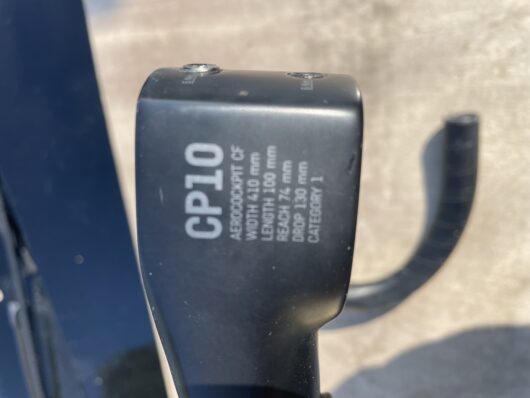 CP10
AEROCOCKPIT CF
WIDTH 410 mm
LENGTH 100 mm
REACH 74 mm
DROP 130 mm
CATEGORY 1